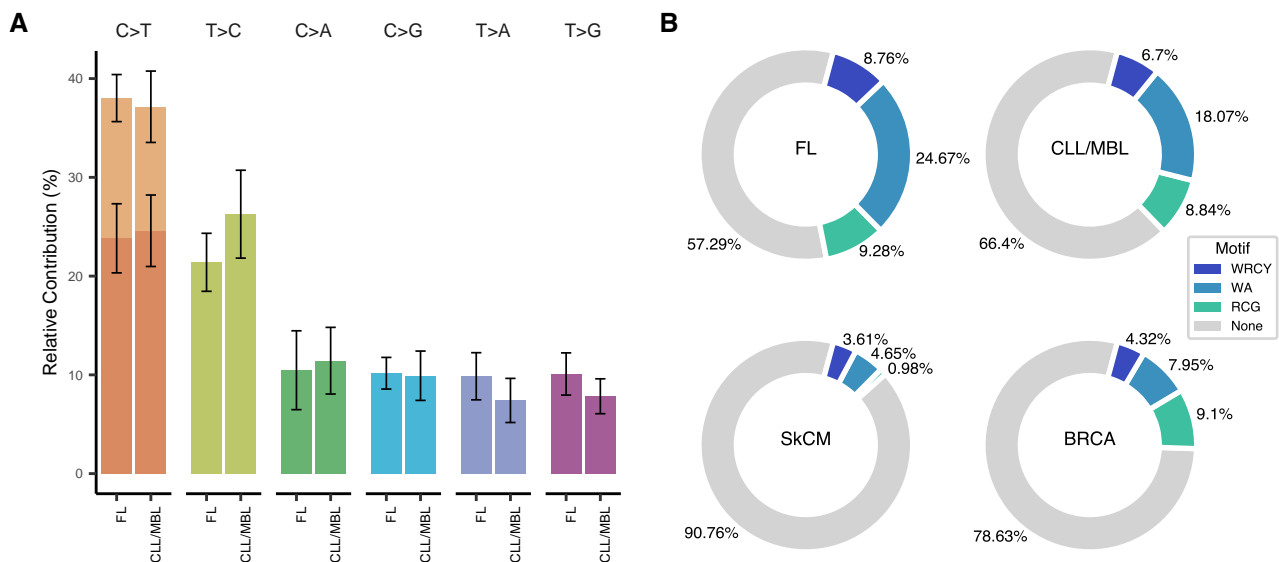 A
C>T T>C C>A C>G T>A T>G
Relative Contribution (%)
40
30
20
10
0
FL CLL/MBL FL CLL/MBL FL CLL/MBL FL CLL/MBL FL CLL/MBL FL CLL/MBL
B
8.76%
FL
24.67%
57.29%
9.28%
6.7%
CLL/MBL
18.07%
8.84%
66.4%
Motif
WRCY
WA
RCG
None
3.61%
4.65%
0.98%
SkCM
90.76%
4.32%
7.95%
9.1%
BRCA
78.63%